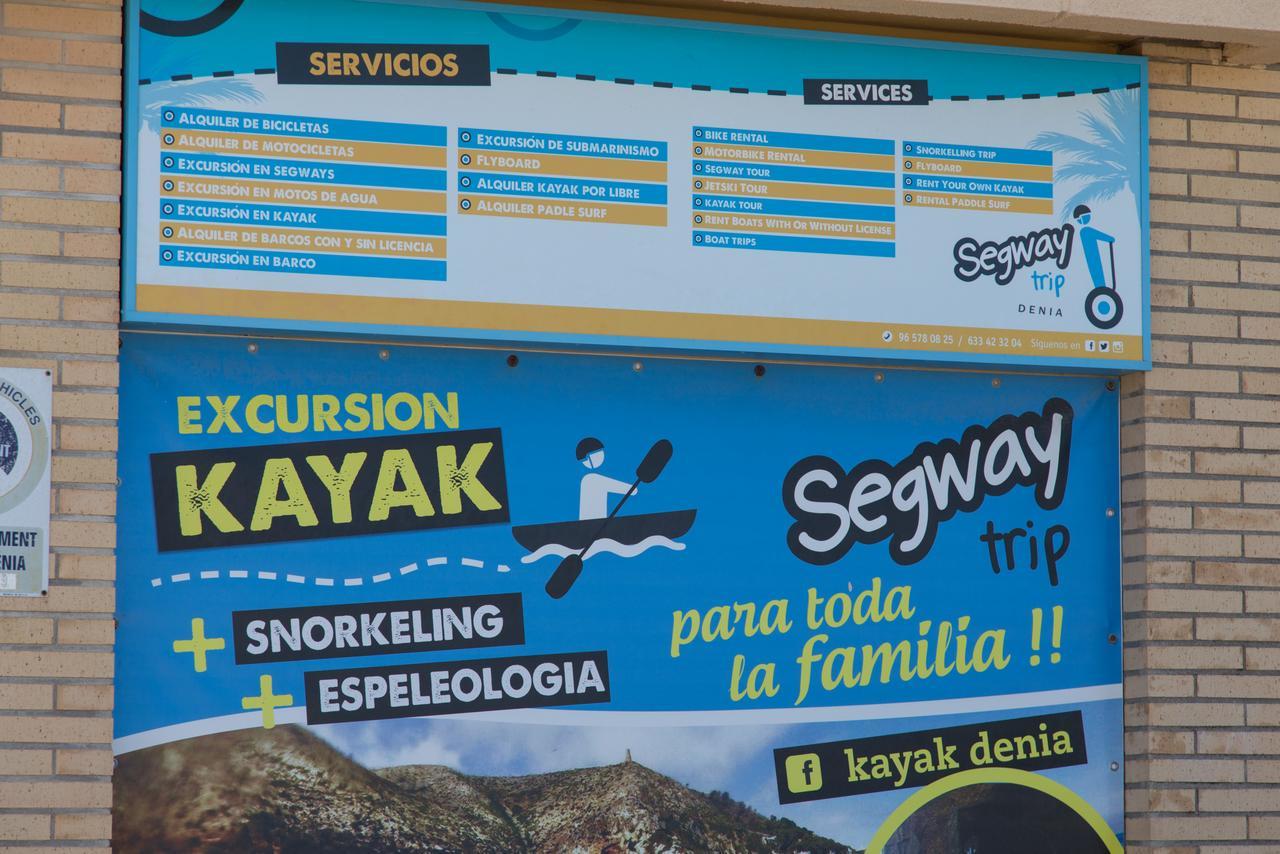 SERVICIOS
ALQUILER DE BICICLETAS
ALQUILER DE MOTOCICLETAS
EXCURSIÓN EN SEGWAYS
EXCURSIÓN EN MOTOS DE AGUA
EXCURSIÓN EN KAYAK
ALQUILER DE BARCOS CON Y SIN LICENCIA
EXCURSIÓN EN BARCO
EXCURSIÓN DE SUBMARINISMO
FLYBOARD
ALQUILER KAYAK POR LIBRE
ALQUILER PADLE SURF
SERVICES
BIKE RENTAL
MOTORBIKE RENTAL
SEGWAY TOUR
JETSKI TOUR
KAYAK TOUR
RENT BOATS WITH OR WITHOUT LICENSE
BOAT TRIPS
SNORKELLING TRIP
FLYBOARD
RENT YOUR OWN KAYAK
RENTAL PADDLE SURF
Segway
trip
DENIA
96 578 08 25 / 633 42 32 04 Síguenos en
EXCURSION
KAYAK
+ SNORKELING
+ ESPELEOLOGIA
Segway
trip
para toda
la familia !!
f kayak denia